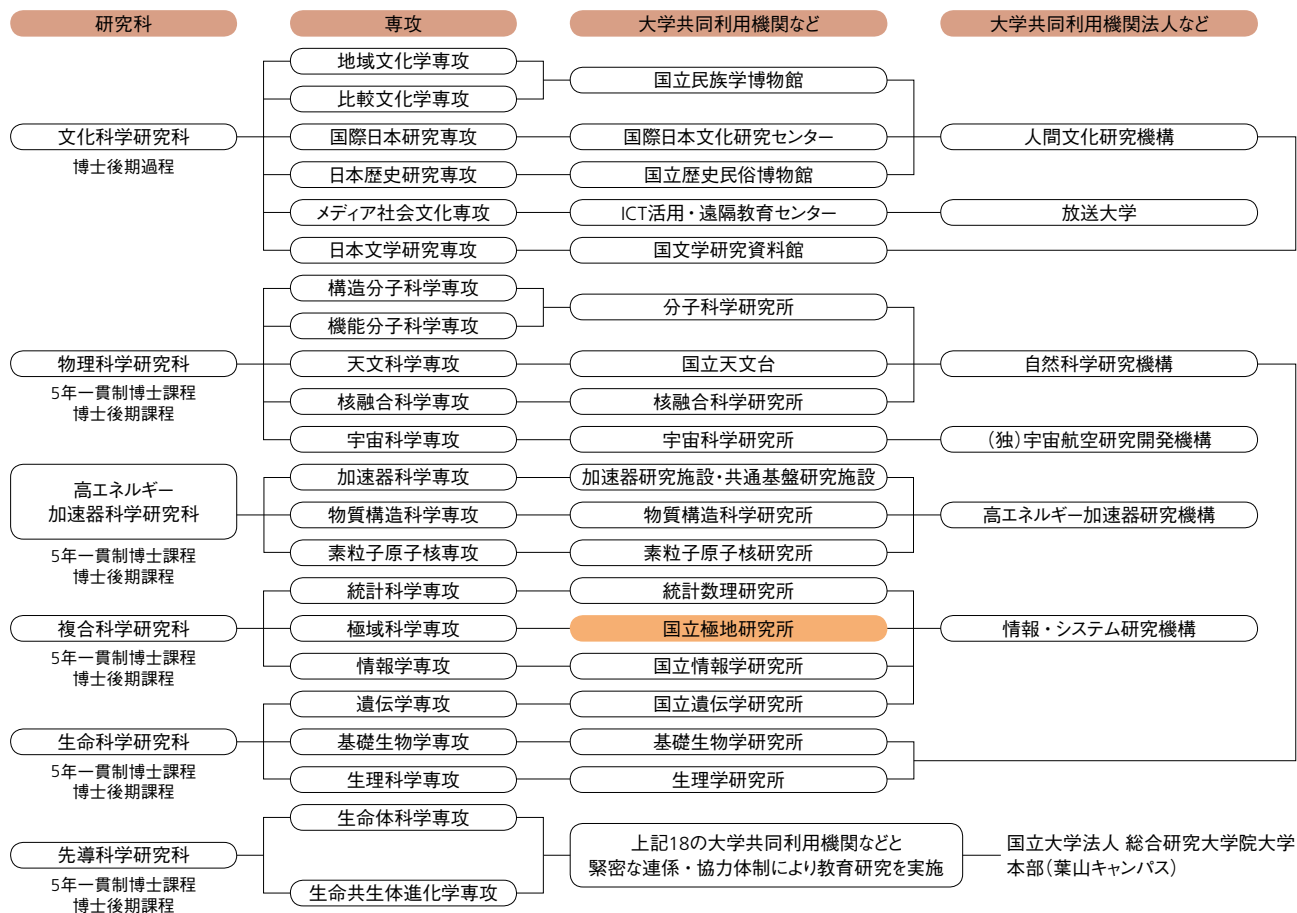 研究科
専攻
大学共同利用機関など
大学共同利用機関法人など
文化科学研究科
博士後期過程
地域文化学専攻
比較文化学専攻
国際日本研究専攻
日本歴史研究専攻
メディア社会文化専攻
日本文学研究専攻
国立民族学博物館
国際日本文化研究センター
国立歴史民俗博物館
ICT活用・遠隔教育センター
国文学研究資料館
人間文化研究機構
放送大学
物理科学研究科
5年一貫制博士課程
博士後期課程
構造分子科学専攻
機能分子科学専攻
天文科学専攻
核融合科学専攻
宇宙科学専攻
分子科学研究所
国立天文台
核融合科学研究所
宇宙科学研究所
自然科学研究機構
(独)宇宙航空研究開発機構
高エネルギー
加速器科学研究科
5年一貫制博士課程
博士後期課程
加速器科学専攻
物質構造科学専攻
素粒子原子核専攻
加速器研究施設・共通基盤研究施設
物質構造科学研究所
素粒子原子核研究所
高エネルギー加速器研究機構
複合科学研究科
5年一貫制博士課程
博士後期課程
統計科学専攻
極域科学専攻
情報学専攻
統計数理研究所
国立極地研究所
国立情報学研究所
情報・システム研究機構
生命科学研究科
5年一貫制博士課程
博士後期課程
遺伝学専攻
基礎生物学専攻
生理科学専攻
国立遺伝学研究所
基礎生物学研究所
生理学研究所
先導科学研究科
5年一貫制博士課程
博士後期課程
生命体科学専攻
生命共生体進化学専攻
上記18の大学共同利用機関などと
緊密な連係・協力体制により教育研究を実施
国立大学法人 総合研究大学院大学
本部(葉山キャンパス)